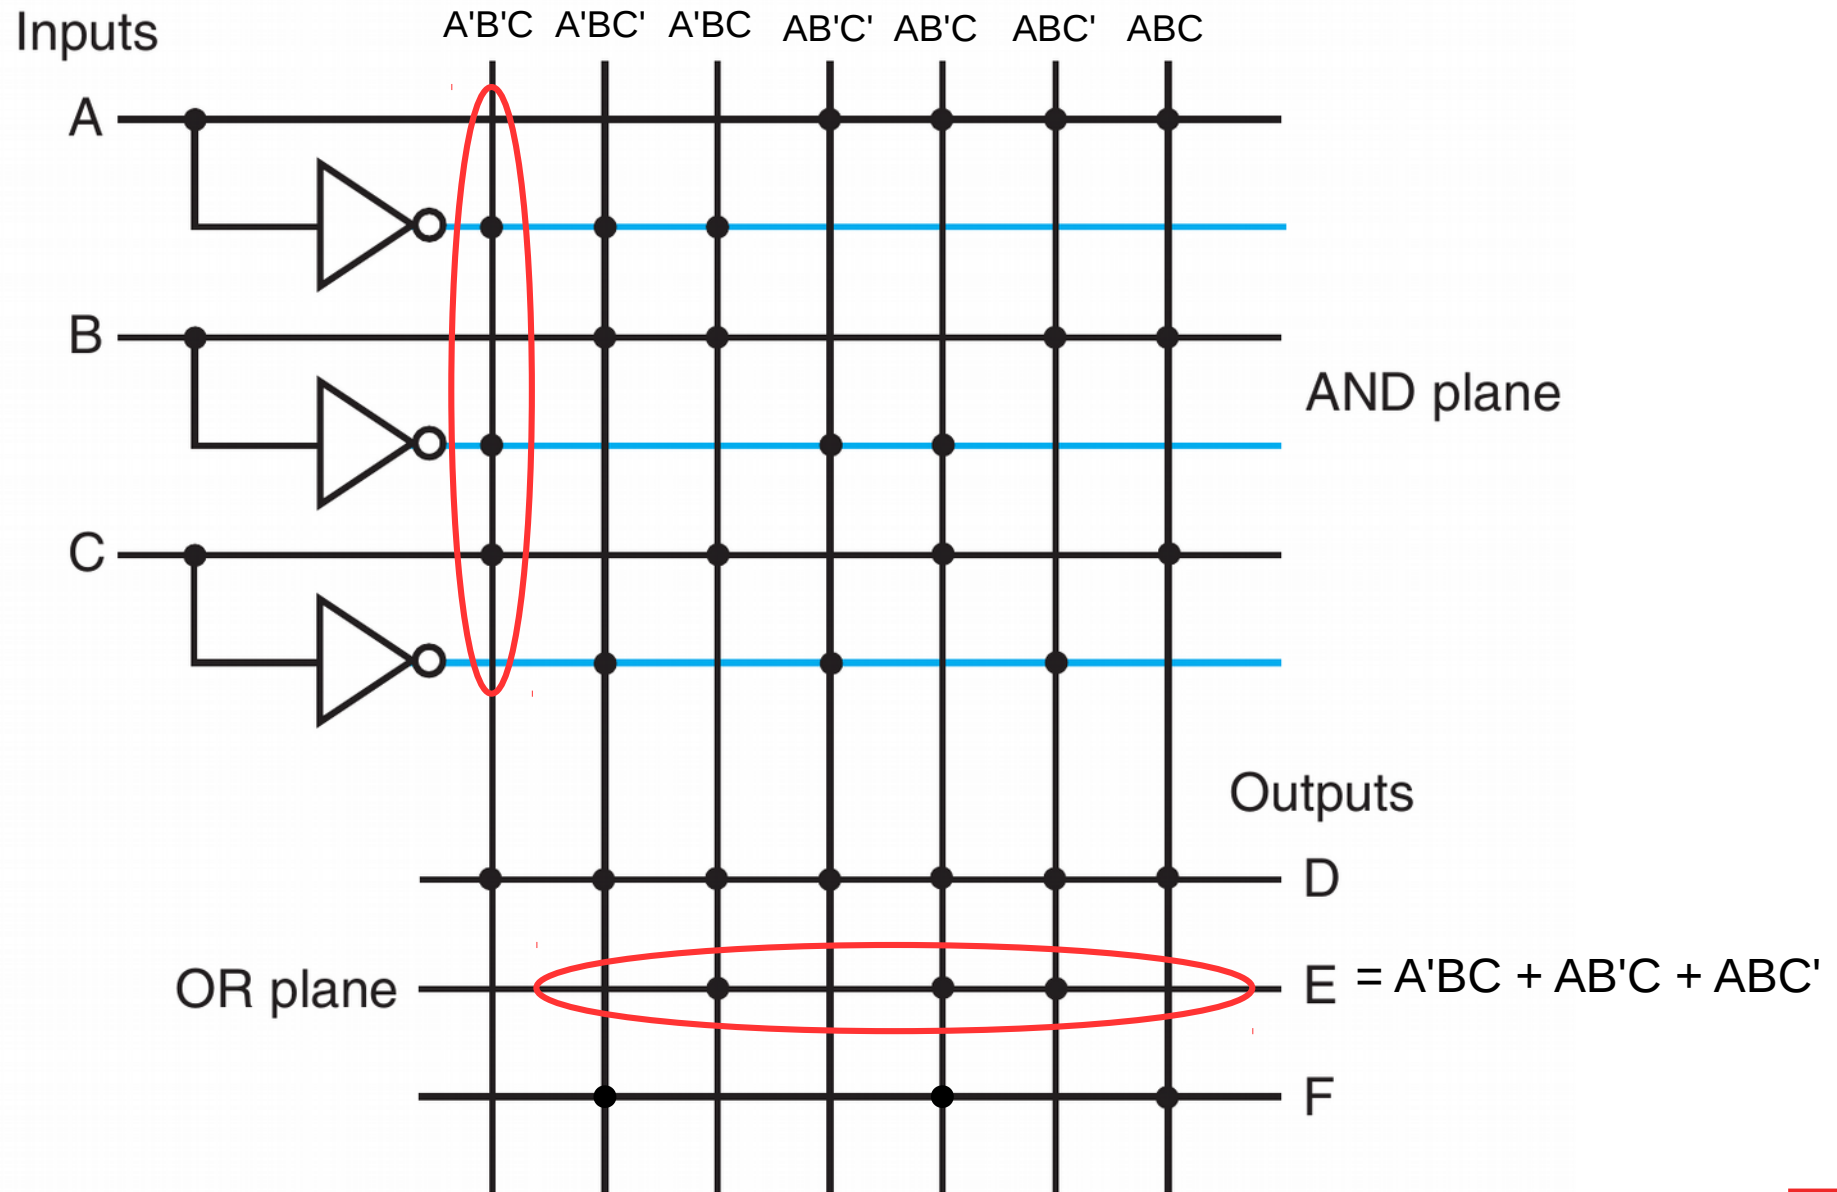 Inputs
A'B'C A'BC' A'BC AB'C' AB'C ABC' ABC
A
B
AND plane
C
Outputs
D
OR plane
E = A'BC + AB'C + ABC'
F